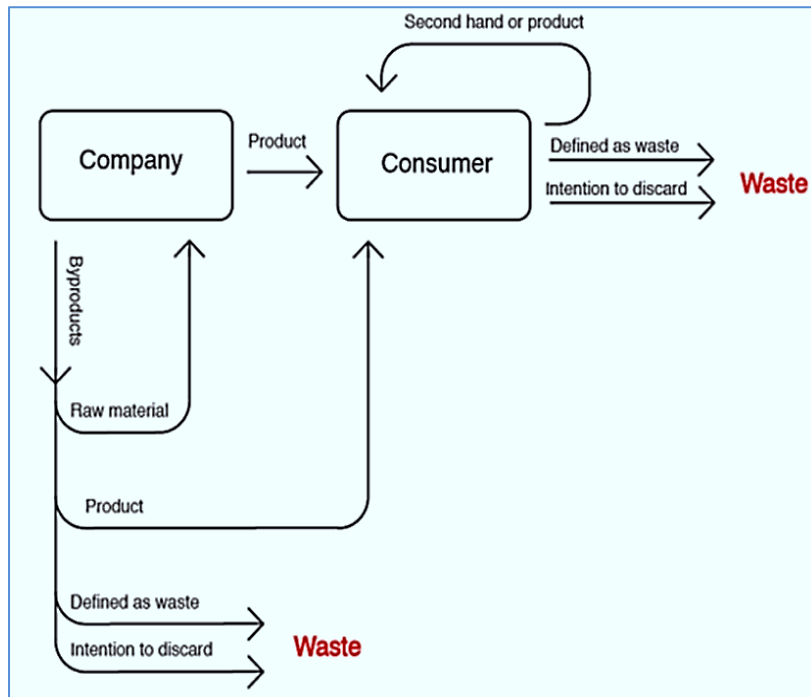 Second hand or product
Company
Product
Consumer
Defined as waste
Intention to discard
Waste
Byproducts
Raw material
Product
Defined as waste
Intention to discard
Waste